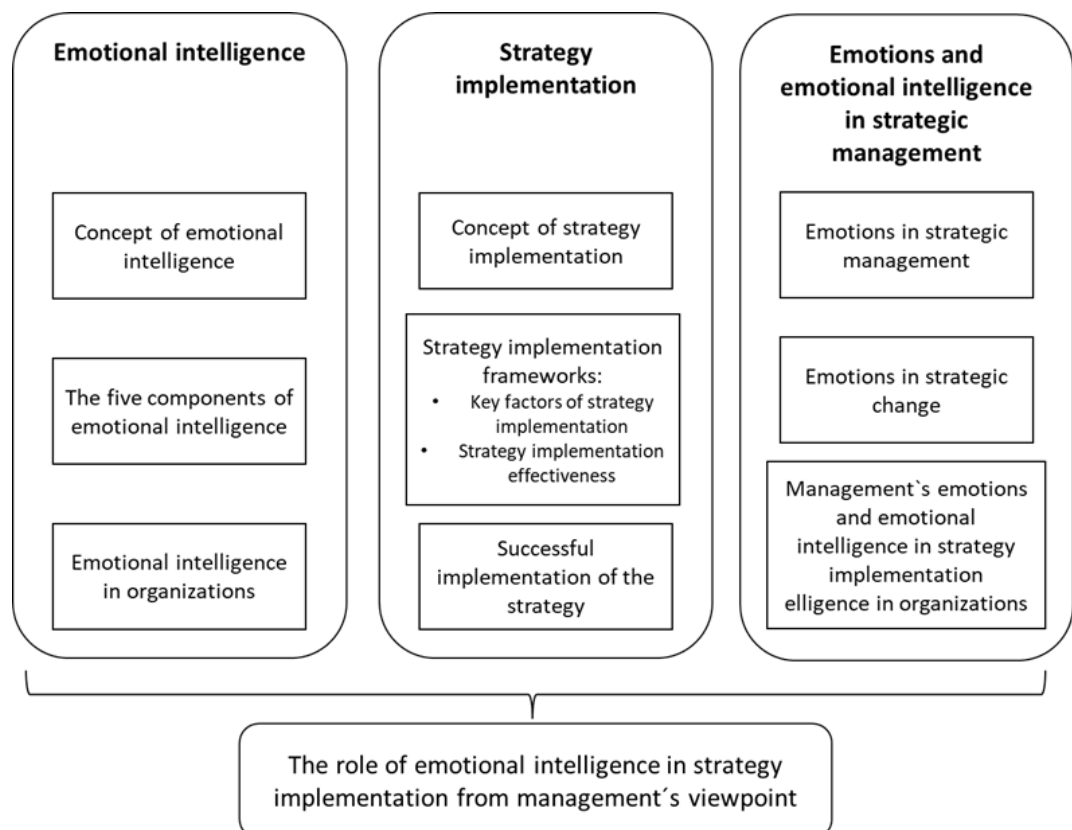 Emotional intelligence
Concept of emotional
intelligence
The five components of
emotional intelligence
Emotional intelligence
in organizations
Strategy
implementation
Concept of strategy
implementation
Strategy implementation
frameworks:
• Key factors of strategy
implementation
• Strategy implementation
effectiveness
Successful
implementation of the
strategy
Emotions and
emotional intelligence
in strategic
management
Emotions in strategic
management
Emotions in strategic
change
Management`s emotions
and emotional
intelligence in strategy
implementation
elligence in organizations
The role of emotional intelligence in strategy
implementation from management´s viewpoint